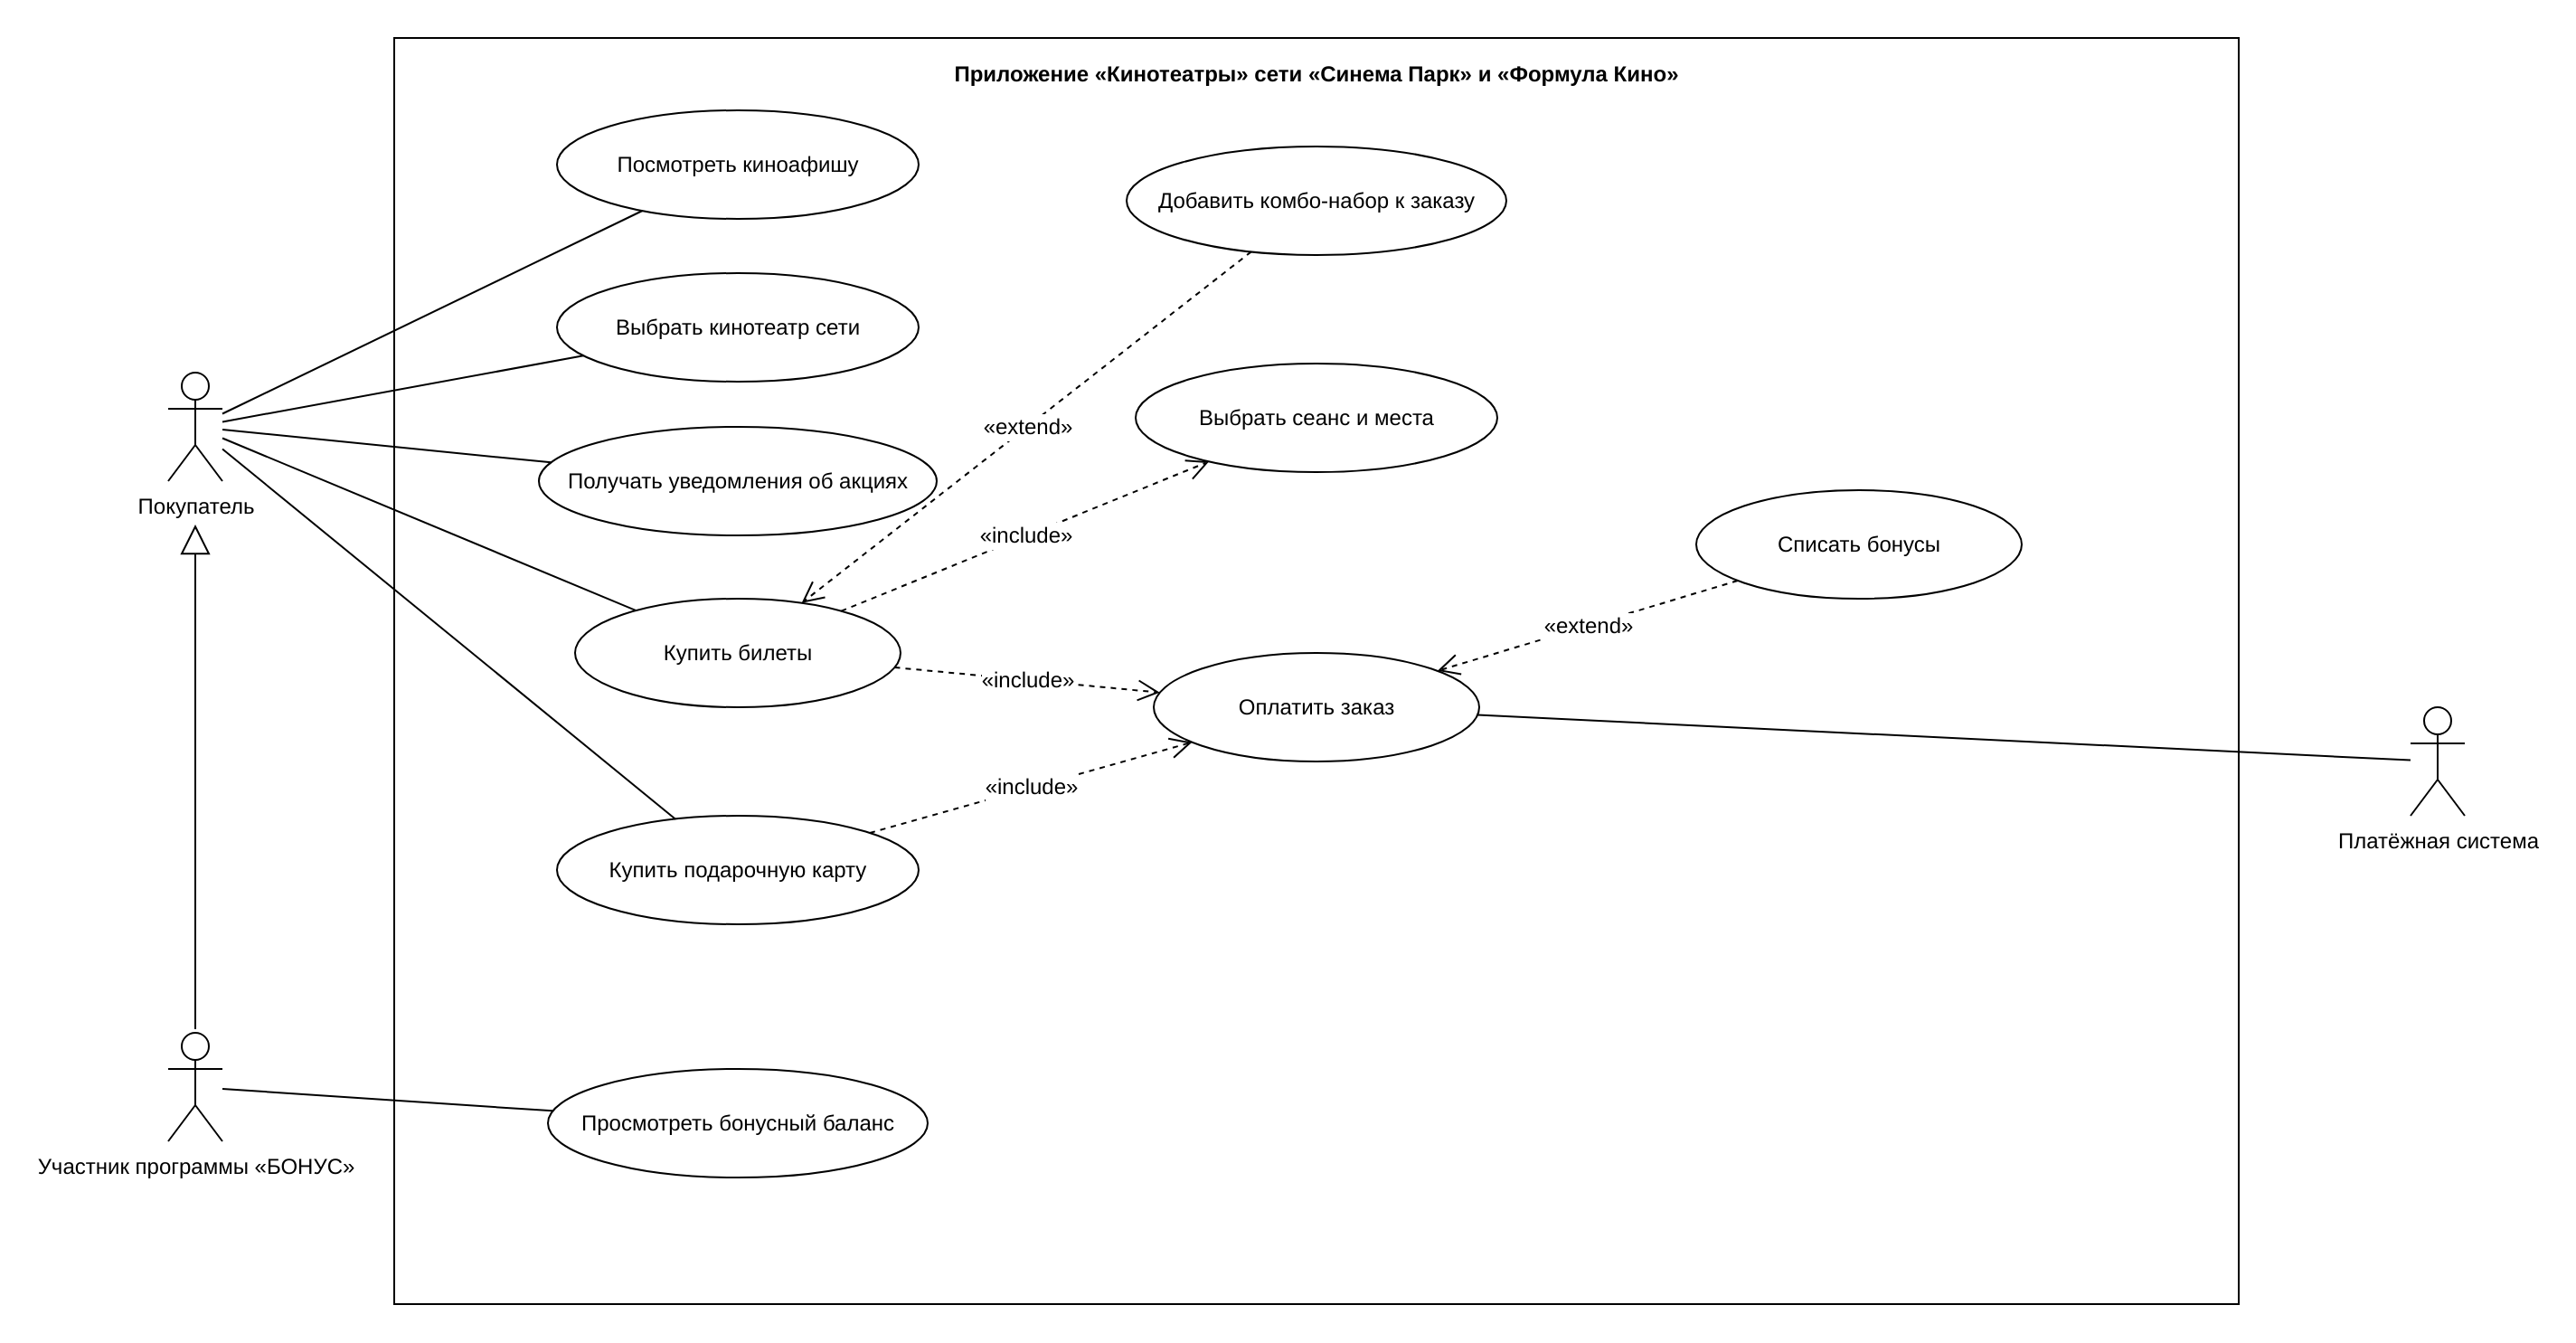 Приложение «Кинотеатры» сети «Синема Парк» и «Формула Кино»
Посмотреть киноафишу
Добавить комбо-набор к заказу
Выбрать кинотеатр сети
Выбрать сеанс и места
«extend»
Получать уведомления об акциях
Покупатель
«include»
Списать бонусы
«extend»
Купить билеты
«include»
Оплатить заказ
«include»
Платёжная система
Купить подарочную карту
Просмотреть бонусный баланс
Участник программы «БОНУС»